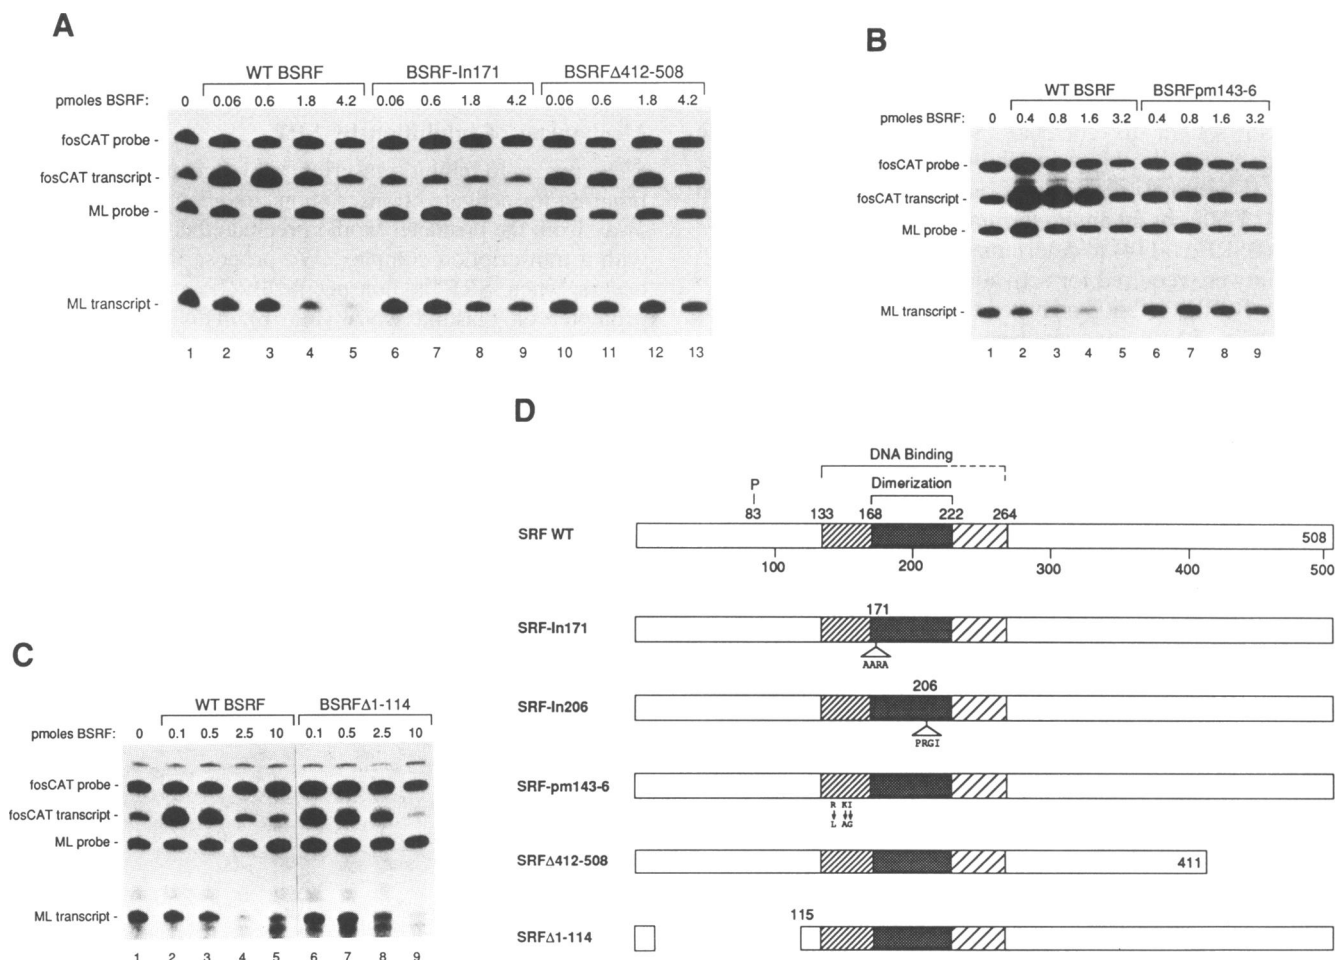 A
WT BSRF BSRF-In171 BSRFΔ412-508
pmoles BSRF: 0 0.06 0.6 1.8 4.2 0.06 0.6 1.8 4.2 0.06 0.6 1.8 4.2
fosCAT probe -
fosCAT transcript -
ML probe -
ML transcript -
1 2 3 4 5 6 7 8 9 10 11 12 13
B
WT BSRF BSRFpm143-6
pmoles BSRF: 0 0.4 0.8 1.6 3.2 0.4 0.8 1.6 3.2
fosCAT probe -
fosCAT transcript -
ML probe -
ML transcript -
1 2 3 4 5 6 7 8 9
C
WT BSRF BSRFΔ1-114
pmoles BSRF: 0 0.1 0.5 2.5 10 0.1 0.5 2.5 10
fosCAT probe -
fosCAT transcript -
ML probe -
ML transcript -
1 2 3 4 5 6 7 8 9
D
DNA Binding
P Dimerization
83 133 168 222 264
SRF WT 508
100 200 300 400 500
171
SRF-In171
AARA
206
SRF-In206
PRGI
SRF-pm143-6
R KI
L AG
SRFΔ412-508 411
115
SRFΔ1-114